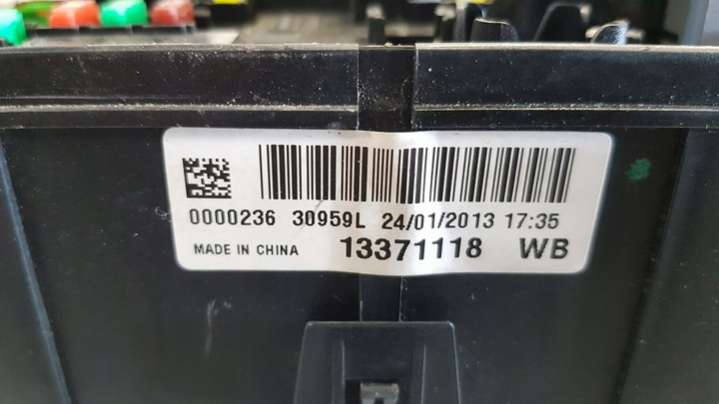 0000236 30959L 24/01/2013 17:35
MADE IN CHINA 13371118 WB